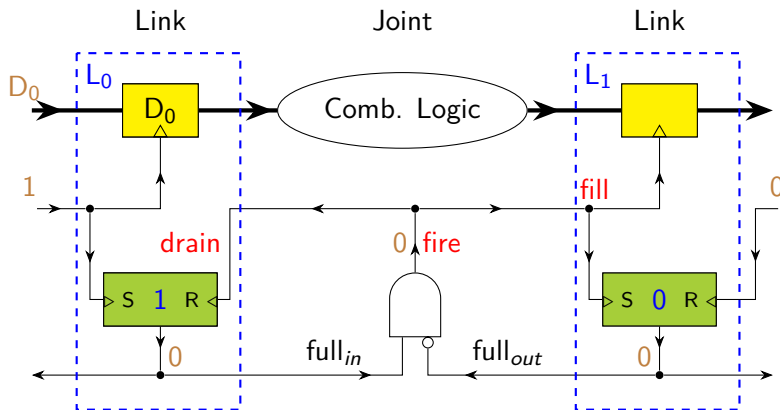 Link Joint Link
L₀ L₁
D₀ D₀ Comb. Logic
1 fill 0
drain 0 fire
S 1 R S 0 R
0 full_in full_out 0